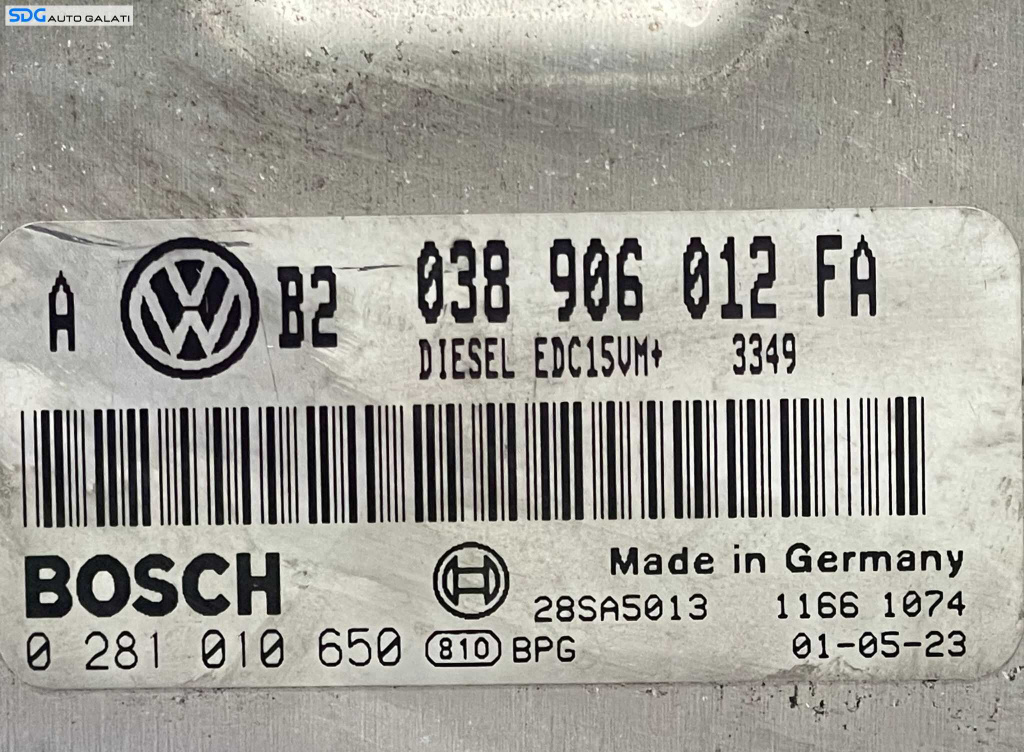 SDG AUTO GALATI
A VW B2 038 906 012 FA
DIESEL EDC15VM+ 3349
BOSCH
Made in Germany
28SA5013 1166 1074
0 281 010 650 810 BPG 01-05-23